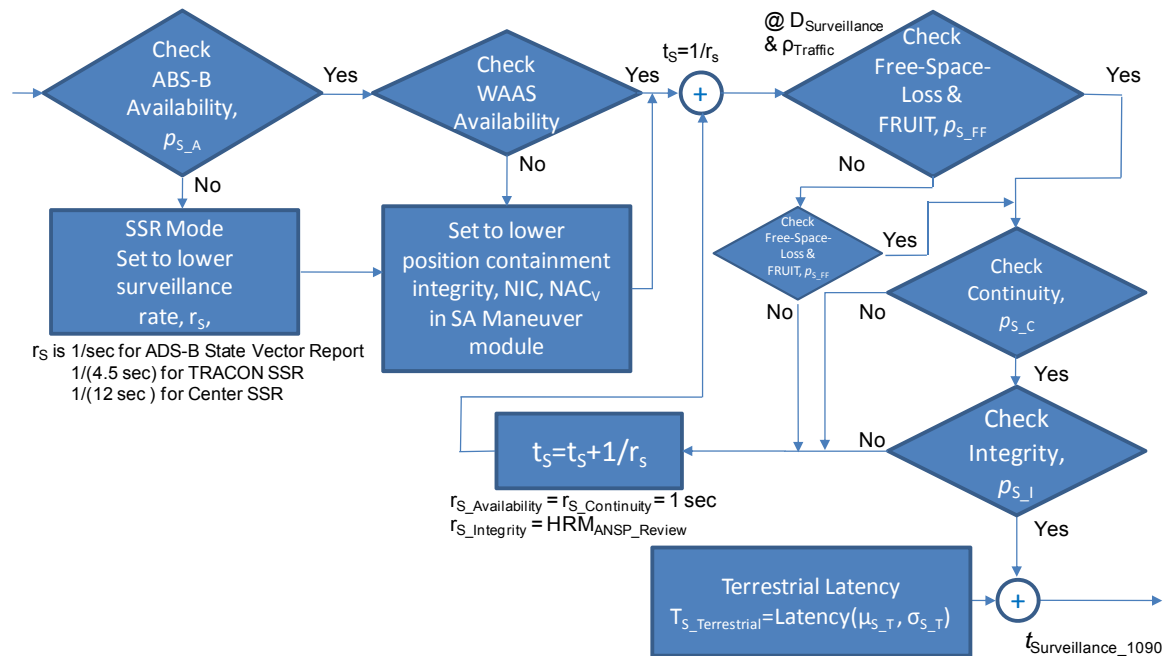 Check
ABS-B
Availability,
pS_A
Yes
No
Check
WAAS
Availability
Yes
No
tS=1/rs
+
@ DSurveillance
& ρTraffic
Check
Free-Space-
Loss &
FRUIT, pS_FF
Yes
No
SSR Mode
Set to lower
surveillance
rate, rS,
Set to lower
position containment
integrity, NIC, NACV
in SA Maneuver
module
Check
Free-Space-
Loss &
FRUIT, pS_FF
Yes
No
Check
Continuity,
pS_C
No
Yes
rS is 1/sec for ADS-B State Vector Report
1/(4.5 sec) for TRACON SSR
1/(12 sec ) for Center SSR
tS=tS+1/rs
rS_Availability = rS_Continuity = 1 sec
rS_Integrity = HRMANSP_Review
Check
Integrity,
pS_I
No
Yes
Terrestrial Latency
TS_Terrestrial=Latency(μS_T , σS_T)
+
tSurveillance_1090